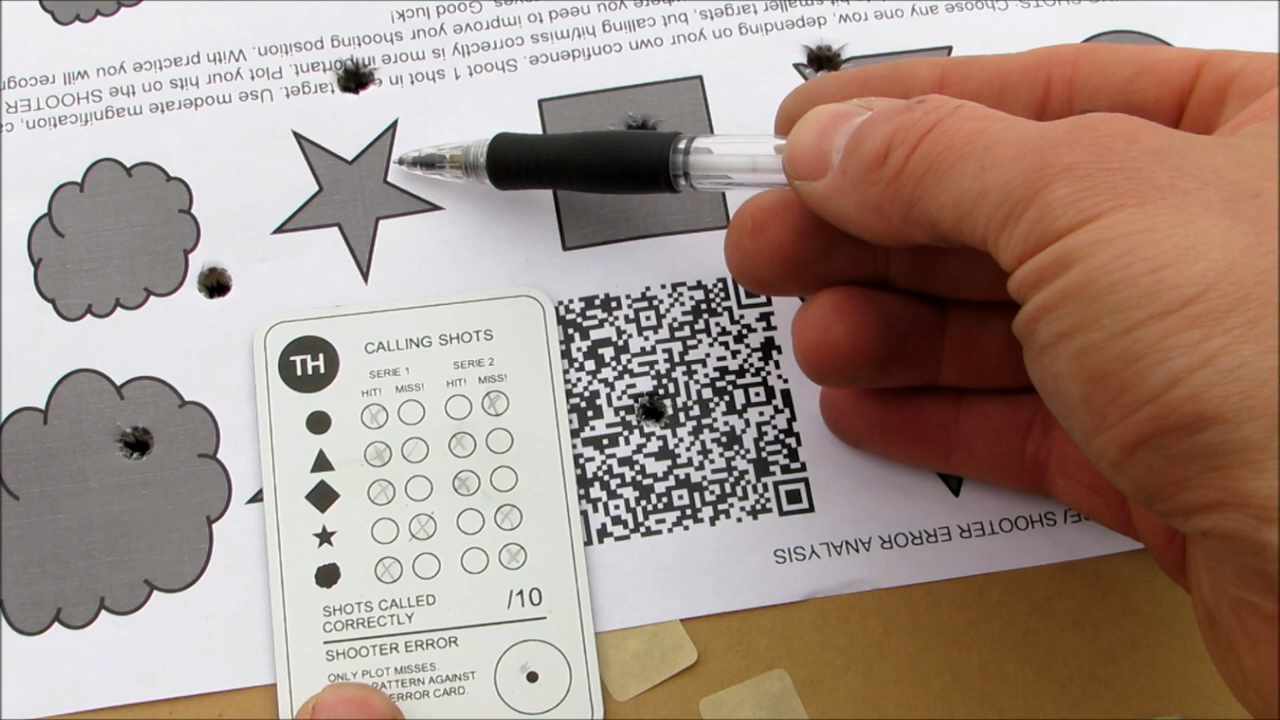 TH
CALLING SHOTS
SERIE 1 SERIE 2
HIT! MISS! HIT! MISS!
SHOTS CALLED
CORRECTLY /10
SHOOTER ERROR
ONLY PLOT MISSES.
PATTERN AGAINST
ERROR CARD.
SHOOTER ERROR ANALYSIS
SHOTS: Choose any one row, depending on your own confidence. Shoot 1 shot in target. Use moderate magnification,
smaller targets, but calling hit/miss correctly is more important. Plot your hits on the SHOOTER
where you need to improve your shooting position. With practice you will
Good luck!